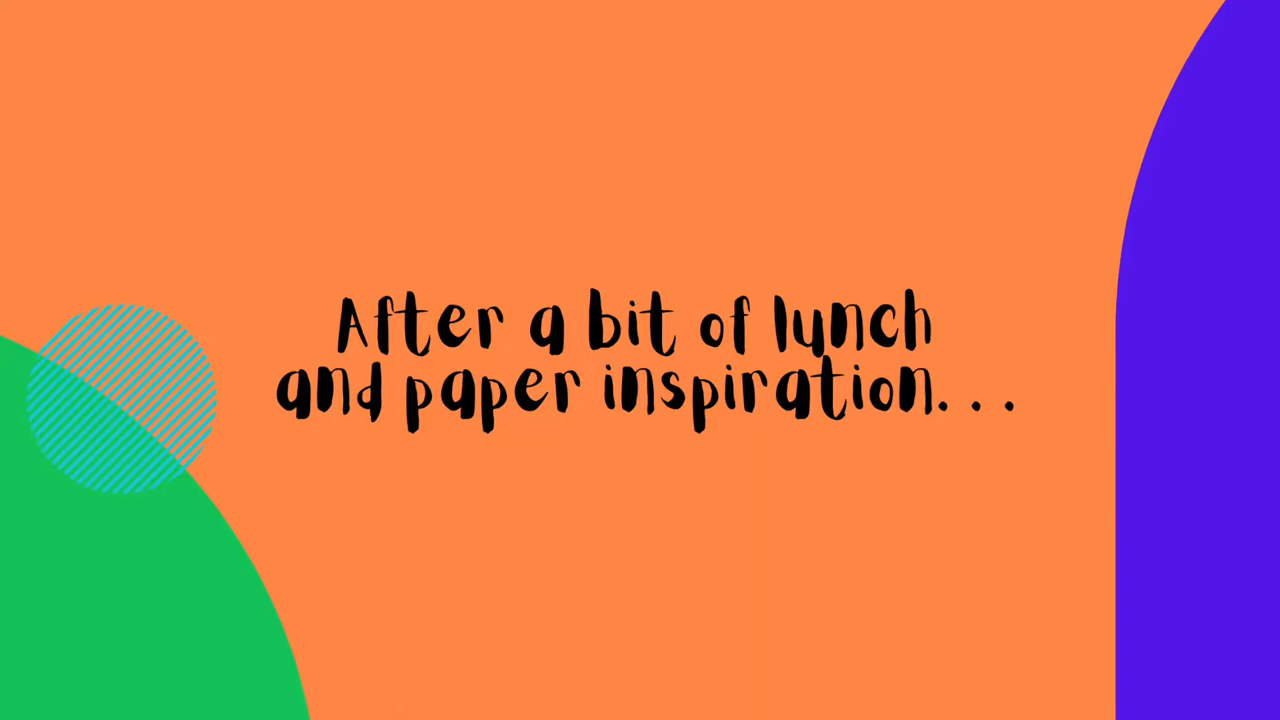 After a bit of lunch
and paper inspiration. . .